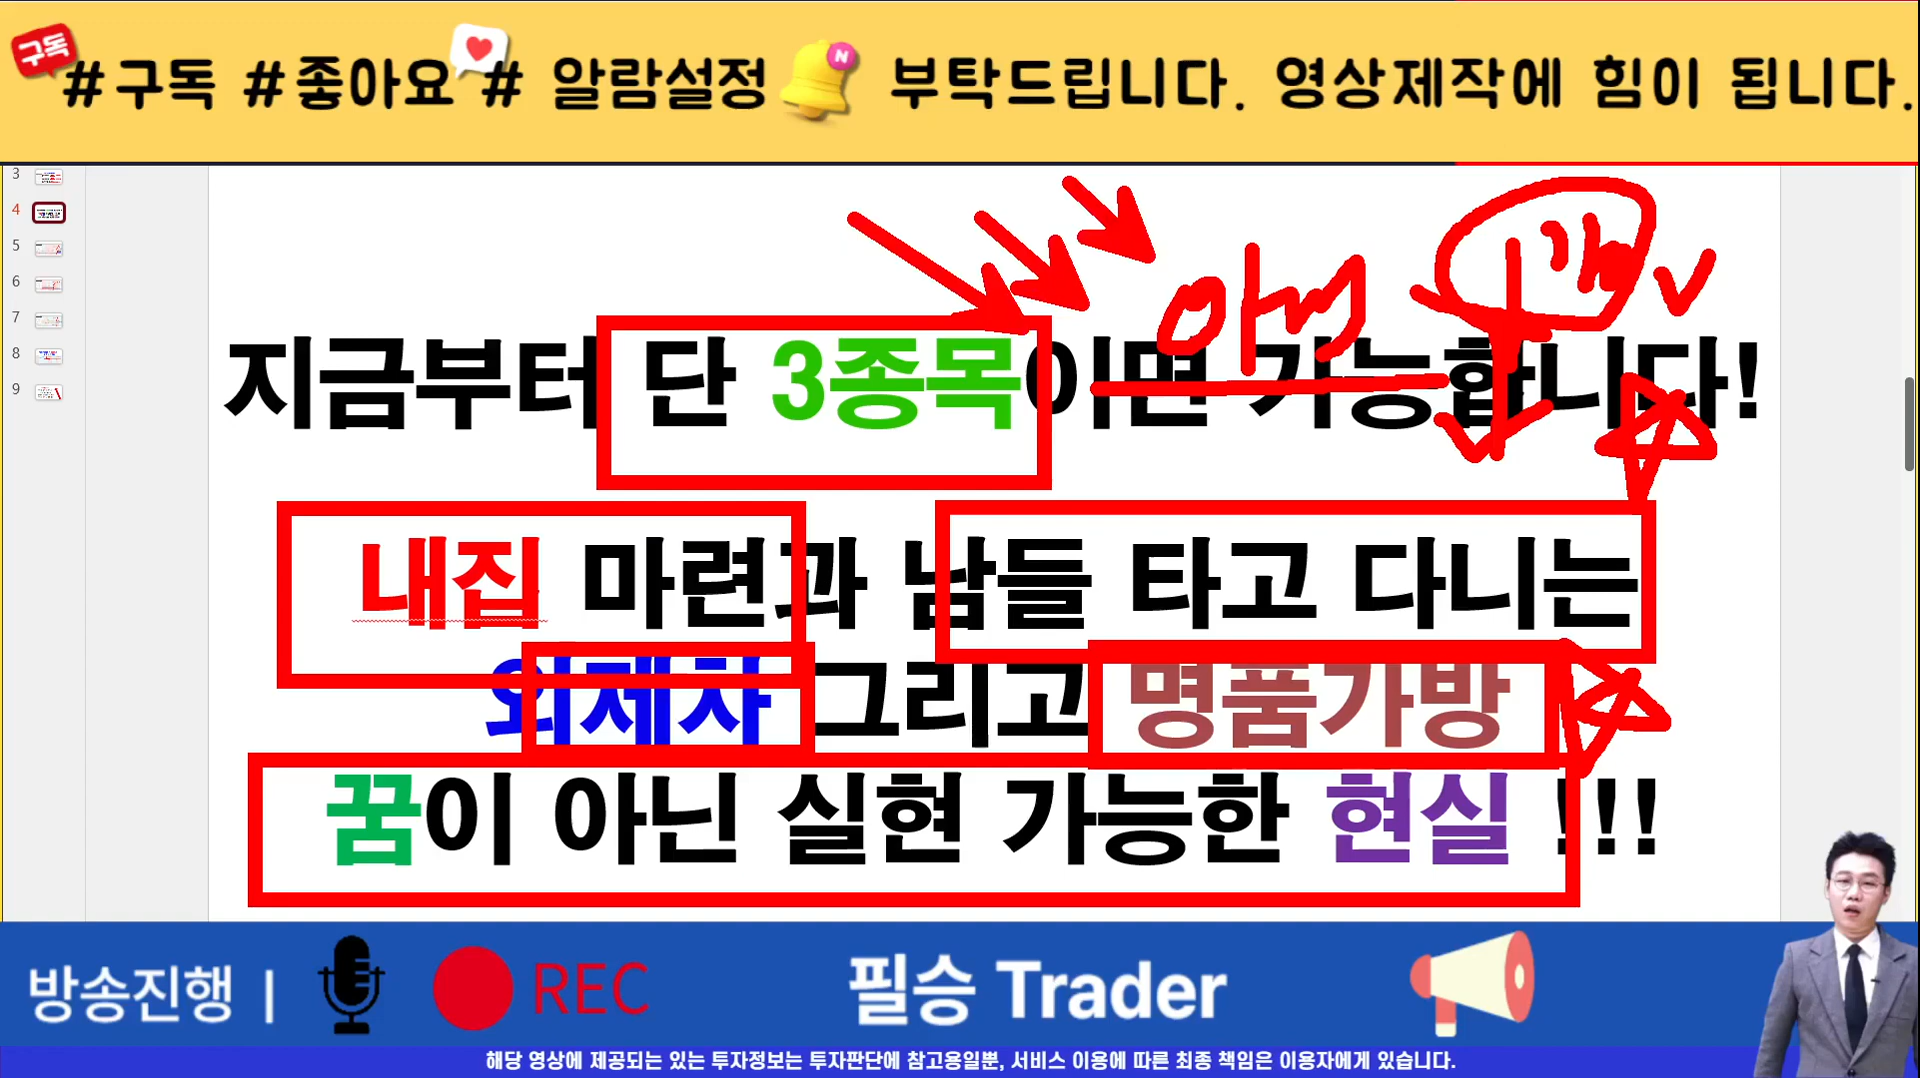 구독
#구독 #좋아요 # 알람설정 N 부탁드립니다. 영상제작에 힘이 됩니다.
3
4
5
6
7
8
9
지금부터 단 3종목이면 가능합니다!
내집 마련과 남들 타고 다니는
외제차 그리고 명품가방
꿈이 아닌 실현 가능한 현실 !!!
방송진행 | REC 필승 Trader
해당 영상에 제공되는 있는 투자정보는 투자판단에 참고용일뿐, 서비스 이용에 따른 최종 책임은 이용자에게 있습니다.